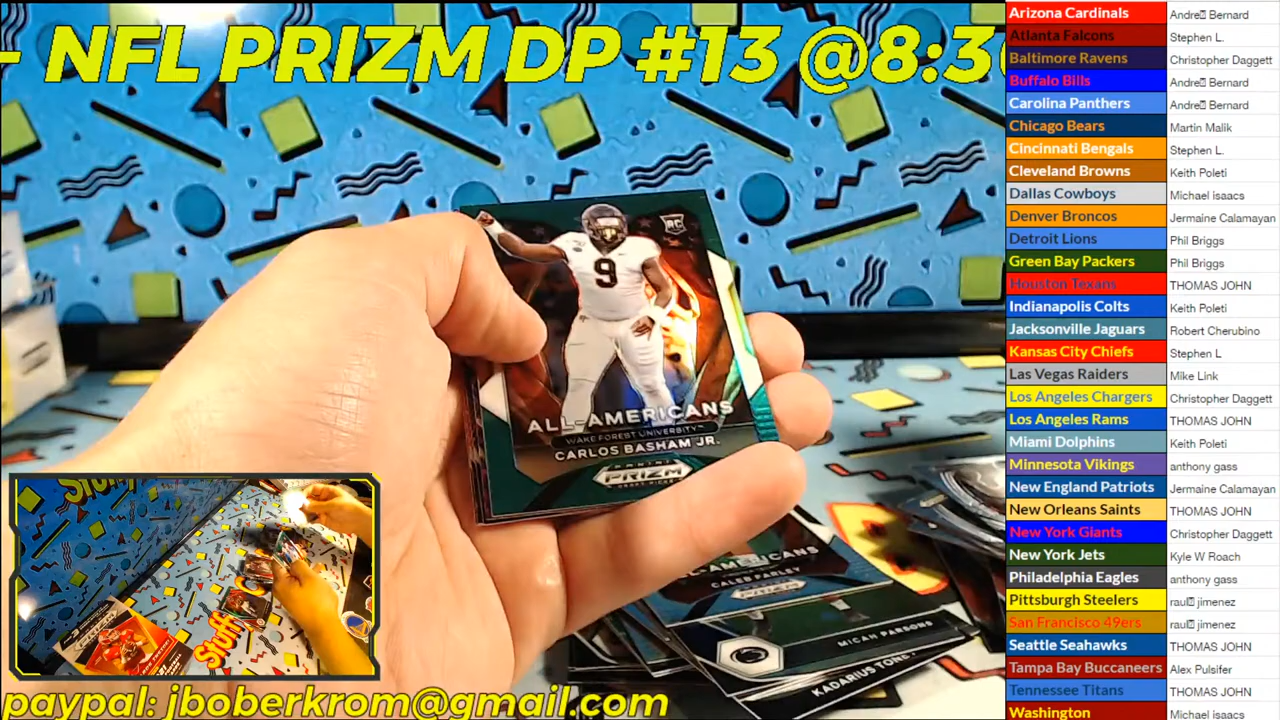 - NFL PRIZM DP #13 @8:30
RC
9
ALL-AMERICANS
WAKE FOREST UNIVERSITY
CARLOS BASHAM JR.
PANINI
PRIZM
DRAFT PICKS
ALL-AMERICANS
CALEB FARLEY
PRIZM
MICAH PARSONS
KADARIUS TONEY
Stuff
PRIZM
paypal: jboberkrom@gmail.com
Arizona Cardinals Andre Bernard
Atlanta Falcons Stephen L.
Baltimore Ravens Christopher Daggett
Buffalo Bills Andre Bernard
Carolina Panthers Andre Bernard
Chicago Bears Martin Malik
Cincinnati Bengals Stephen L.
Cleveland Browns Keith Poleti
Dallas Cowboys Michael isaacs
Denver Broncos Jermaine Calamayan
Detroit Lions Phil Briggs
Green Bay Packers Phil Briggs
Houston Texans THOMAS JOHN
Indianapolis Colts Keith Poleti
Jacksonville Jaguars Robert Cherubino
Kansas City Chiefs Stephen L
Las Vegas Raiders Mike Link
Los Angeles Chargers Christopher Daggett
Los Angeles Rams THOMAS JOHN
Miami Dolphins Keith Poleti
Minnesota Vikings anthony gass
New England Patriots Jermaine Calamayan
New Orleans Saints THOMAS JOHN
New York Giants Christopher Daggett
New York Jets Kyle W Roach
Philadelphia Eagles anthony gass
Pittsburgh Steelers raul jimenez
San Francisco 49ers raul jimenez
Seattle Seahawks THOMAS JOHN
Tampa Bay Buccaneers Alex Pulsifer
Tennessee Titans THOMAS JOHN
Washington Michael isaacs